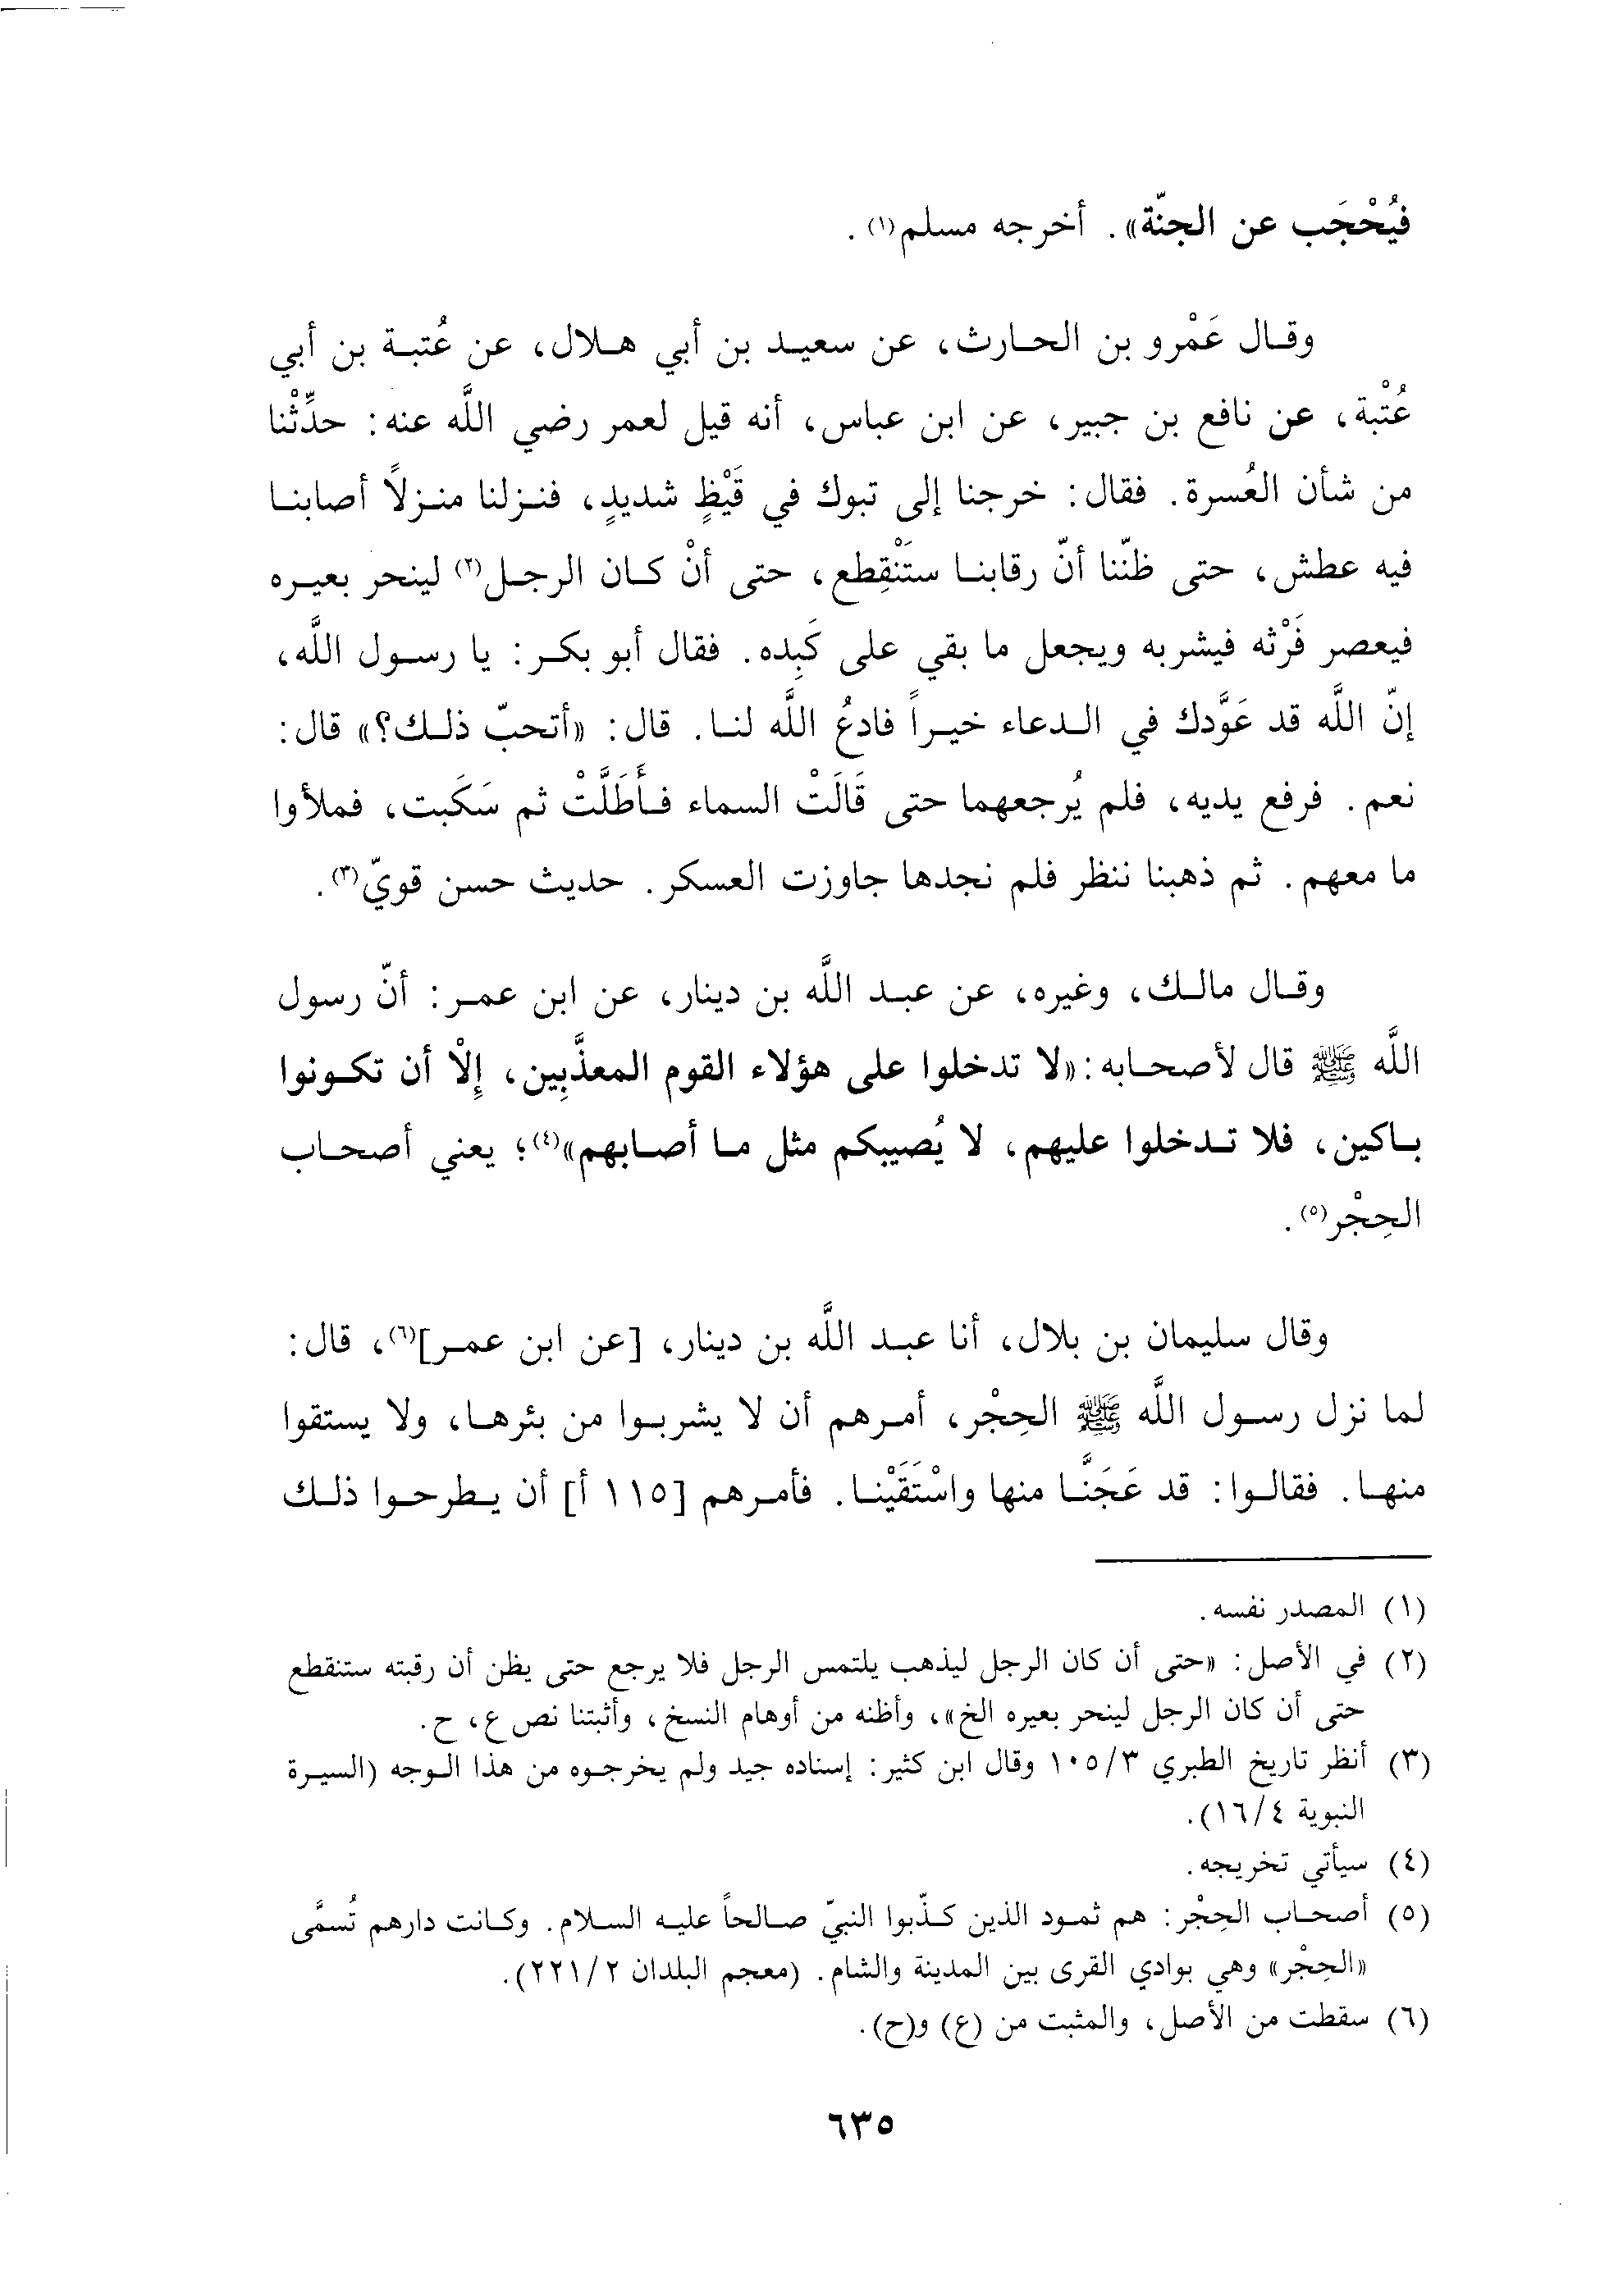 فيُحْجَب عن الجنّة». أخرجه مسلم(١).
وقال عَمْرو بن الحارث، عن سعيد بن أبي هلال، عن عُتبة بن أبي
عُتْبة، عن نافع بن جبير، عن ابن عباس، أنه قيل لعمر رضي اللَّه عنه: حدِّثْنا
من شأن العُسرة. فقال: خرجنا إلى تبوك في قَيْظٍ شديدٍ، فنزلنا منزلاً أصابنا
فيه عطش، حتى ظنّنا أنّ رقابنا ستَنْقِطع، حتى أنْ كان الرجل(٢) لينحر بعيره
فيعصر فَرْثه فيشربه ويجعل ما بقي على كَبِده. فقال أبو بكر: يا رسول اللَّه،
إنّ اللَّه قد عَوَّدك في الدعاء خيراً فادعُ اللَّه لنا. قال: «أتحبّ ذلك؟» قال:
نعم. فرفع يديه، فلم يُرجعهما حتى قَالَتْ السماء فأَطَلَّتْ ثم سَكَبت، فملأوا
ما معهم. ثم ذهبنا ننظر فلم نجدها جاوزت العسكر. حديث حسن قويّ(٣).
وقال مالك، وغيره، عن عبد اللَّه بن دينار، عن ابن عمر: أنّ رسول
اللَّه ﷺ قال لأصحابه: «لا تدخلوا على هؤلاء القوم المعذَّبِين، إِلْا أن تكونوا
باكين، فلا تدخلوا عليهم، لا يُصيبكم مثل ما أصابهم»(٤)؛ يعني أصحاب
الحِجْر(٥).
وقال سليمان بن بلال، أنا عبد اللَّه بن دينار، [عن ابن عمر](٦)، قال:
لما نزل رسول اللَّه ﷺ الحِجْر، أمرهم أن لا يشربوا من بئرها، ولا يستقوا
منها. فقالوا: قد عَجَنَّا منها واسْتَقَيْنا. فأمرهم [١١٥ أ] أن يطرحوا ذلك
(١) المصدر نفسه.
(٢) في الأصل: «حتى أن كان الرجل ليذهب يلتمس الرجل فلا يرجع حتى يظن أن رقبته ستنقطع
حتى أن كان الرجل لينحر بعيره الخ»، وأظنه من أوهام النسخ، وأثبتنا نص ع، ح.
(٣) أنظر تاريخ الطبري ١٠٥/٣ وقال ابن كثير: إسناده جيد ولم يخرجوه من هذا الوجه (السيرة
النبوية ١٦/٤).
(٤) سيأتي تخريجه.
(٥) أصحاب الحِجْر: هم ثمود الذين كذّبوا النبيّ صالحاً عليه السلام. وكانت دارهم تُسمَّى
«الحِجْر» وهي بوادي القرى بين المدينة والشام. (معجم البلدان ٢٢١/٢).
(٦) سقطت من الأصل، والمثبت من (ع) و(ح).
٦٣٥